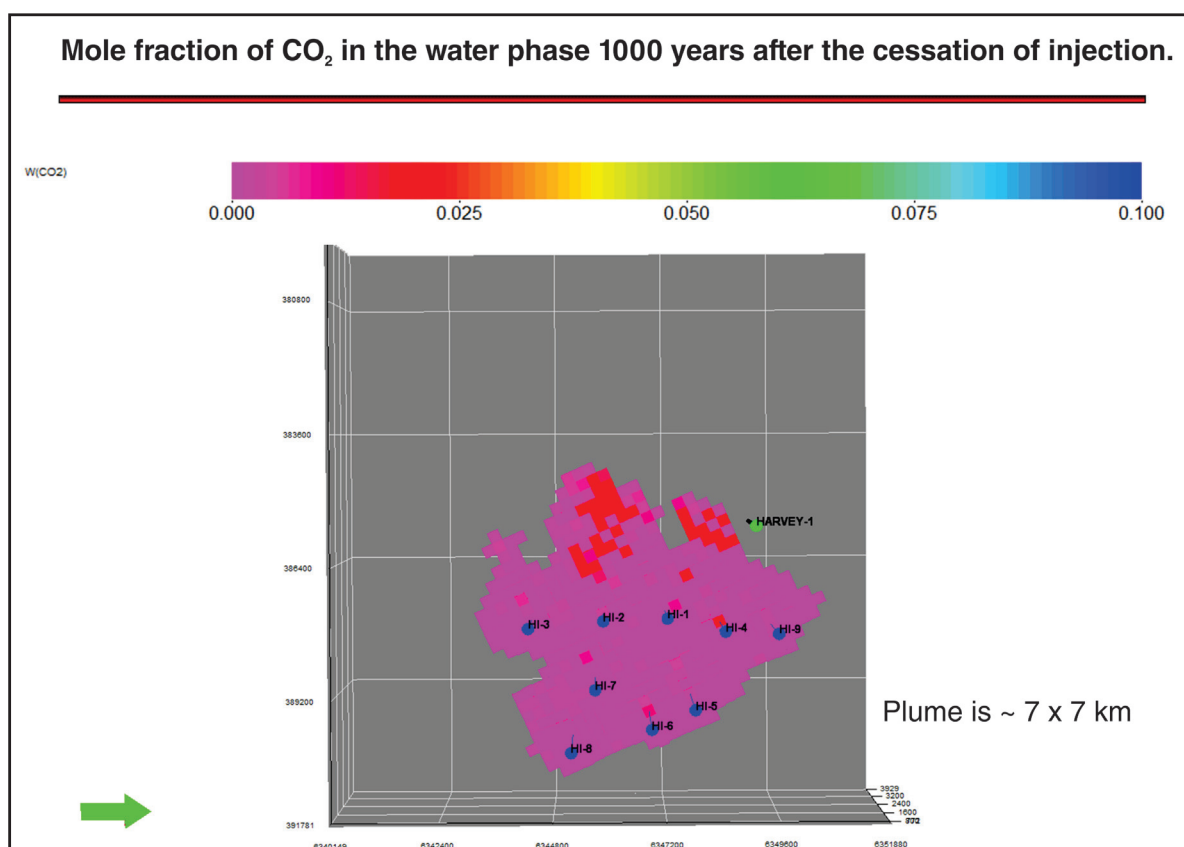 Mole fraction of CO₂ in the water phase 1000 years after the cessation of injection.
W(CO2)
0.000 0.025 0.050 0.075 0.100
380800
383600
HARVEY-1
386400
HI-3 HI-2 HI-1 HI-4 HI-9
HI-7
389200
HI-5
Plume is ~ 7 x 7 km
HI-6
HI-8
3929
3200
2400
1600
391781
6340149 6342400 6344800 6347200 6349600 6351880